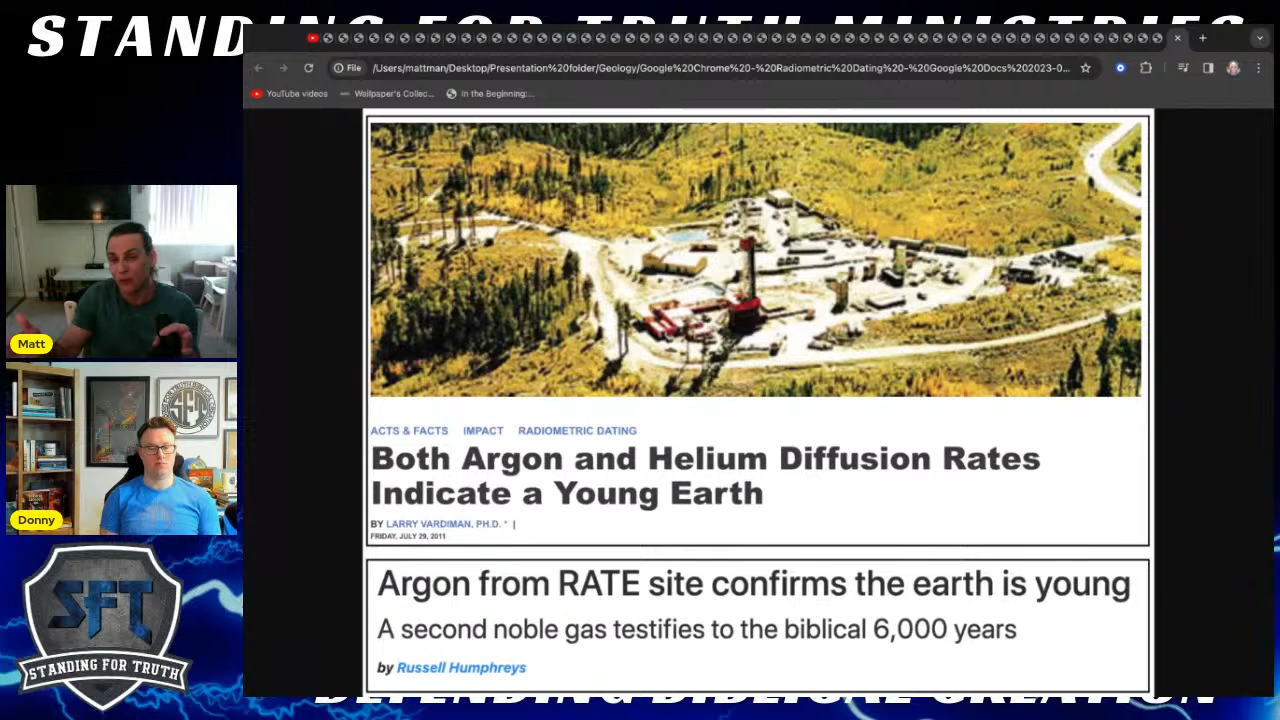 STANDING FOR TRUTH MINISTRIES
File
/Users/mattman/Desktop/Presentation%20folder/Geology/Google%20Chrome%20-%20Radiometric%20Dating%20-%20Google%20Docs%202023-0...
YouTube videos
Wallpaper's Collec...
In the Beginning:...
ACTS & FACTS IMPACT RADIOMETRIC DATING
Both Argon and Helium Diffusion Rates
Indicate a Young Earth
BY LARRY VARDIMAN, PH.D. * |
FRIDAY, JULY 29, 2011
Argon from RATE site confirms the earth is young
A second noble gas testifies to the biblical 6,000 years
by Russell Humphreys
Matt
SFT
Donny
SFT
STANDING FOR TRUTH
DEFENDING BIBLICAL CREATION